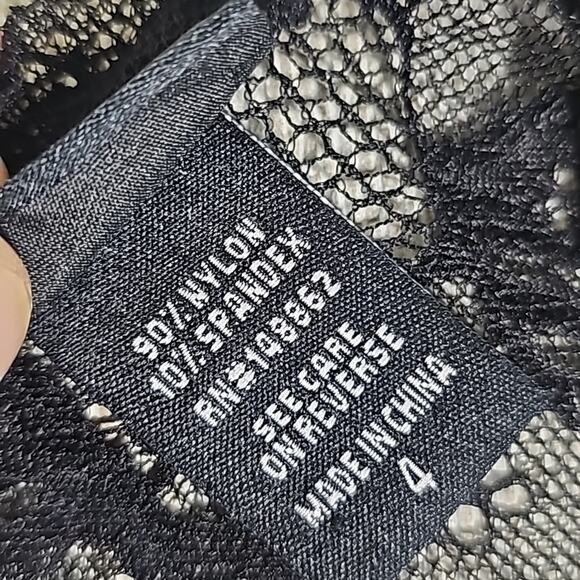 90% NYLON
10% SPANDEX
RN#148862
SEE CARE
ON REVERSE
MADE IN CHINA
4